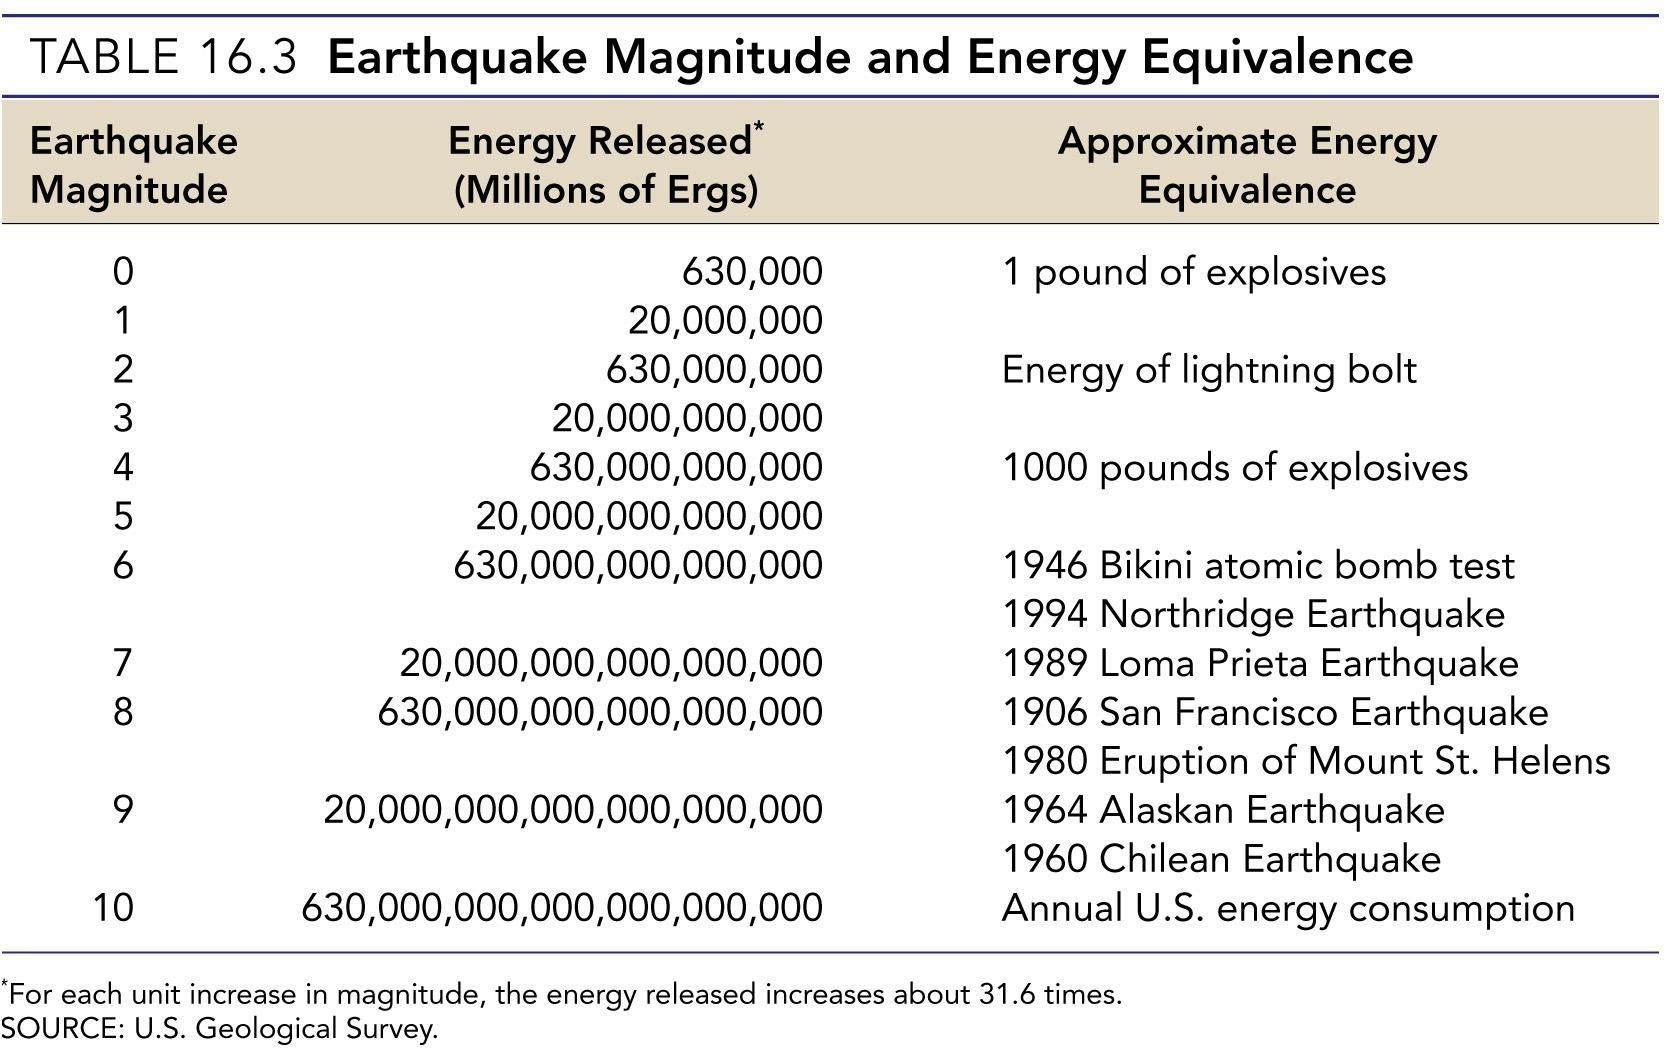 TABLE 16.3 Earthquake Magnitude and Energy Equivalence
Earthquake Magnitude Energy Released* (Millions of Ergs) Approximate Energy Equivalence
0 630,000 1 pound of explosives
1 20,000,000
2 630,000,000 Energy of lightning bolt
3 20,000,000,000
4 630,000,000,000 1000 pounds of explosives
5 20,000,000,000,000
6 630,000,000,000,000 1946 Bikini atomic bomb test
1994 Northridge Earthquake
7 20,000,000,000,000,000 1989 Loma Prieta Earthquake
8 630,000,000,000,000,000 1906 San Francisco Earthquake
1980 Eruption of Mount St. Helens
9 20,000,000,000,000,000,000 1964 Alaskan Earthquake
1960 Chilean Earthquake
10 630,000,000,000,000,000,000 Annual U.S. energy consumption
*For each unit increase in magnitude, the energy released increases about 31.6 times.
SOURCE: U.S. Geological Survey.